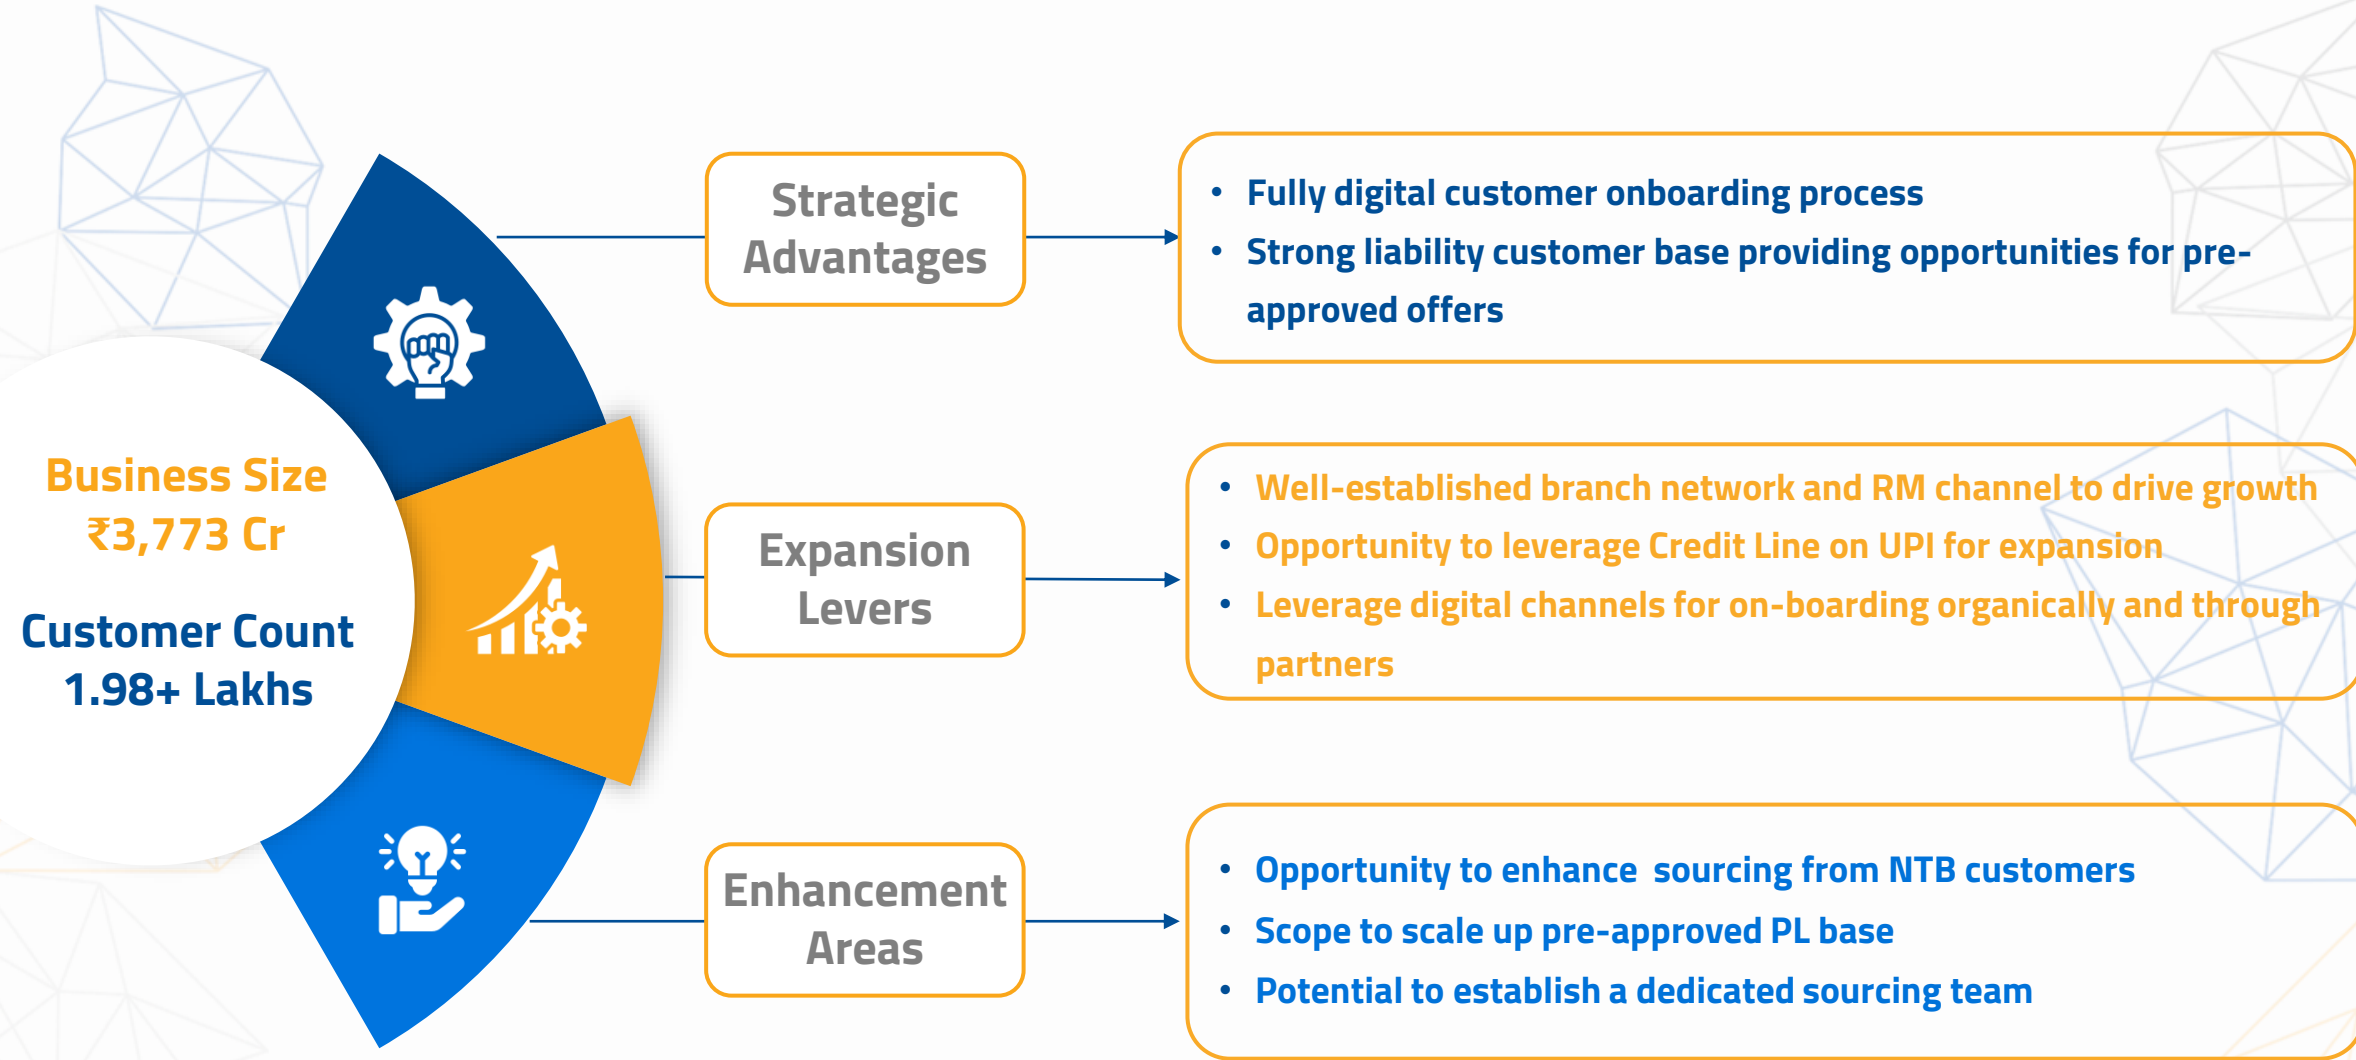 Business Size
₹3,773 Cr
Customer Count
1.98+ Lakhs
Strategic
Advantages
• Fully digital customer onboarding process
• Strong liability customer base providing opportunities for pre-
approved offers
Expansion
Levers
• Well-established branch network and RM channel to drive growth
• Opportunity to leverage Credit Line on UPI for expansion
• Leverage digital channels for on-boarding organically and through
partners
Enhancement
Areas
• Opportunity to enhance  sourcing from NTB customers
• Scope to scale up pre-approved PL base
• Potential to establish a dedicated sourcing team